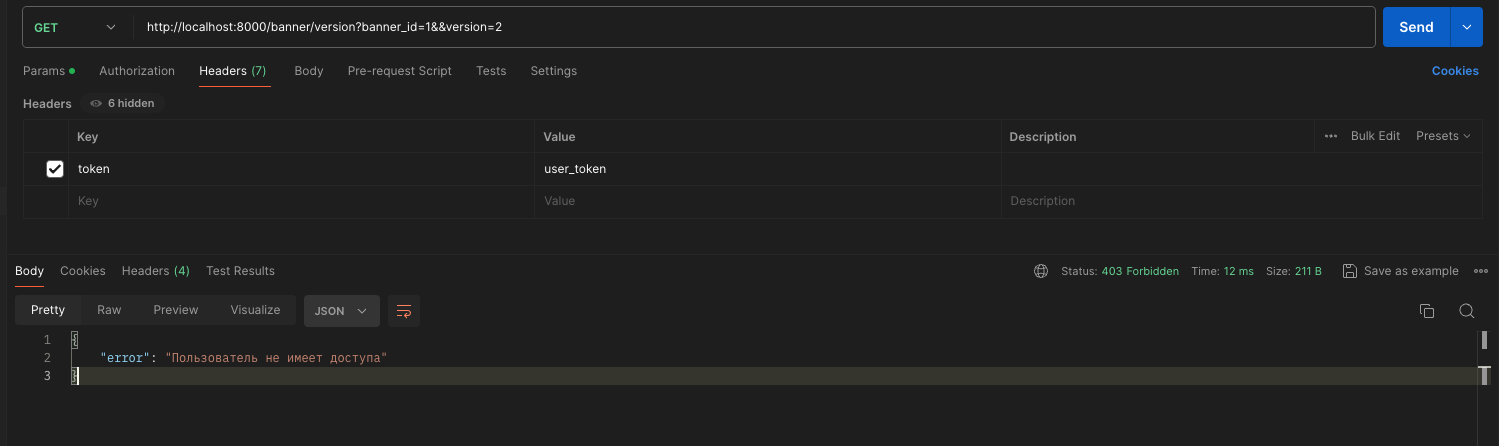 GET http://localhost:8000/banner/version?banner_id=1&&version=2 Send
Params Authorization Headers (7) Body Pre-request Script Tests Settings Cookies
Headers 6 hidden
Key Value Description Bulk Edit Presets
token user_token
Key Value Description
Body Cookies Headers (4) Test Results Status: 403 Forbidden Time: 12 ms Size: 211 B Save as example
Pretty Raw Preview Visualize JSON
1 {
2 "error": "Пользователь не имеет доступа"
3 }